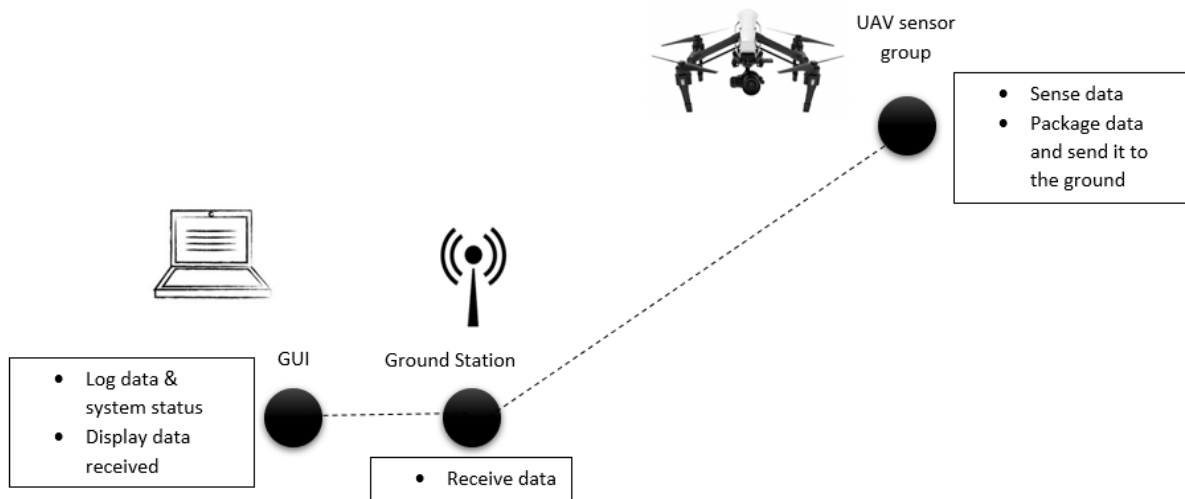 UAV sensor
group
• Sense data
• Package data
and send it to
the ground
GUI
• Log data &
system status
• Display data
received
Ground Station
• Receive data